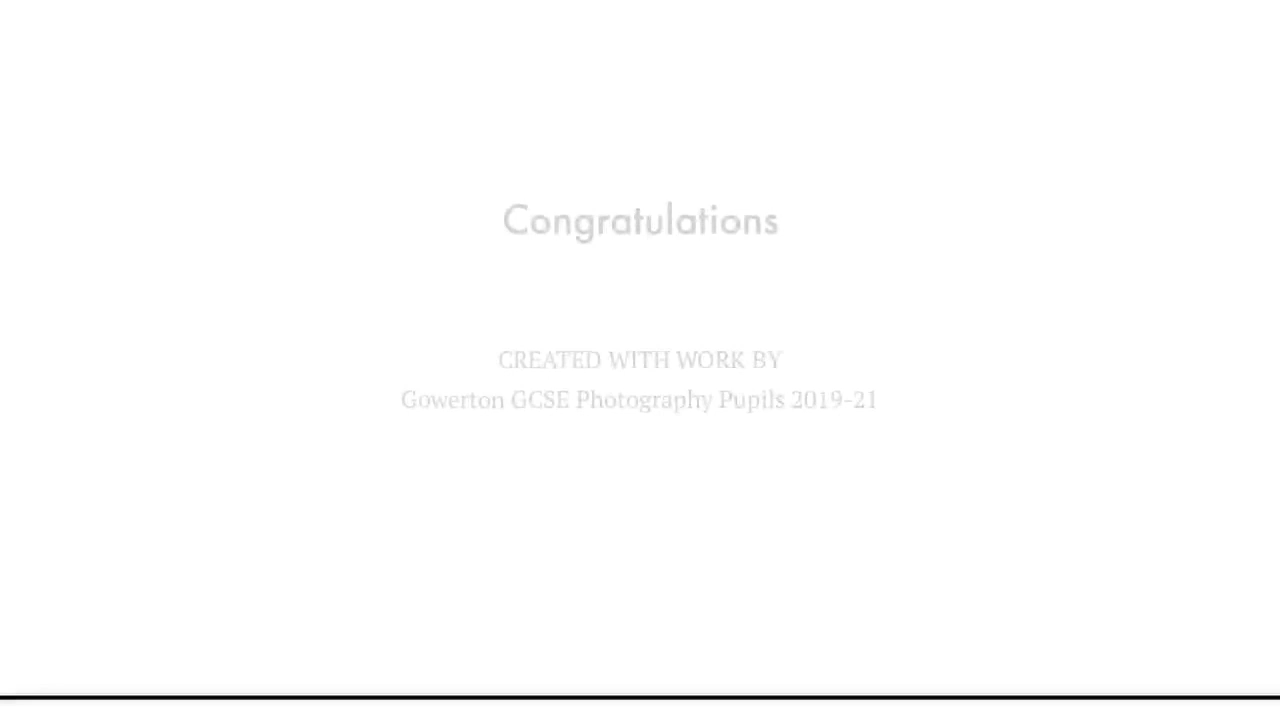 Congratulations
CREATED WITH WORK BY
Gowerton GCSE Photography Pupils 2019-21